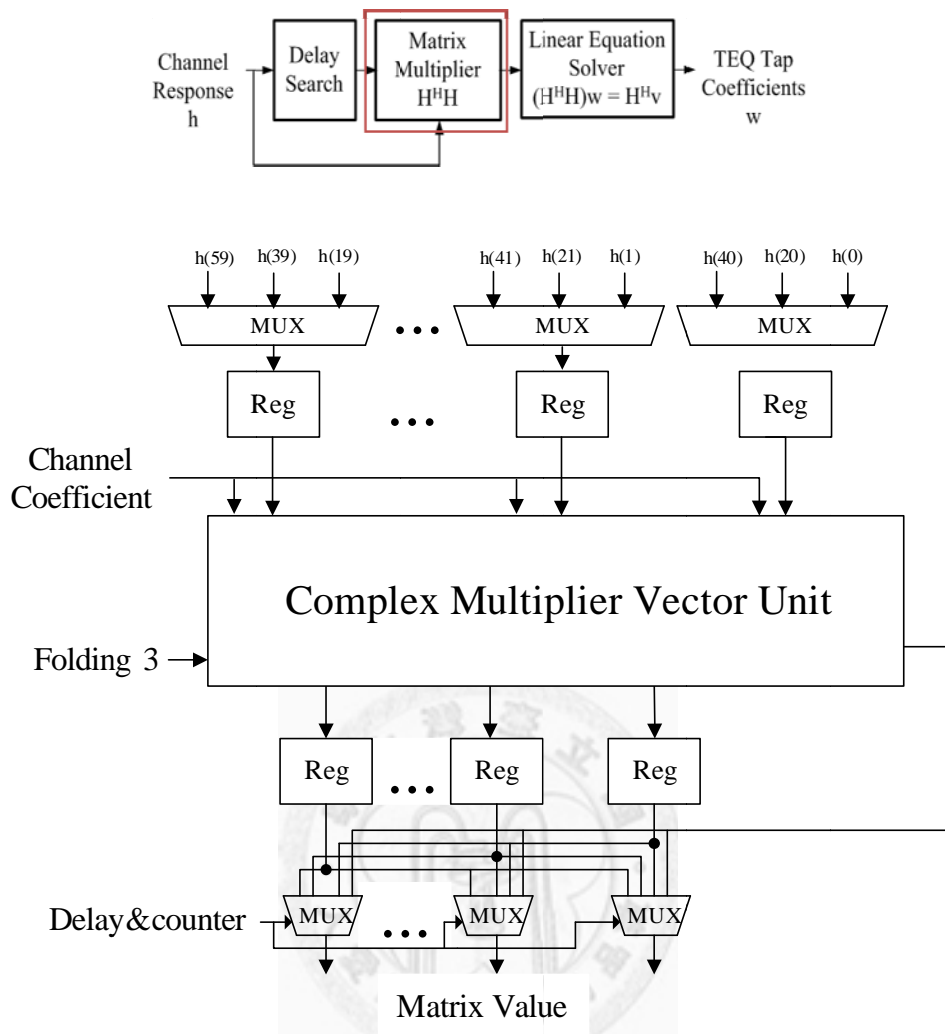 Channel
Response
h
Delay
Search
Matrix
Multiplier
HᴴH
Linear Equation
Solver
(HᴴH)w = Hᴴv
TEQ Tap
Coefficients
w
h(59) h(39) h(19) h(41) h(21) h(1) h(40) h(20) h(0)
MUX MUX MUX
Reg Reg Reg
Channel
Coefficient
Complex Multiplier Vector Unit
Folding 3
Reg Reg Reg
Delay&counter
MUX MUX MUX
Matrix Value